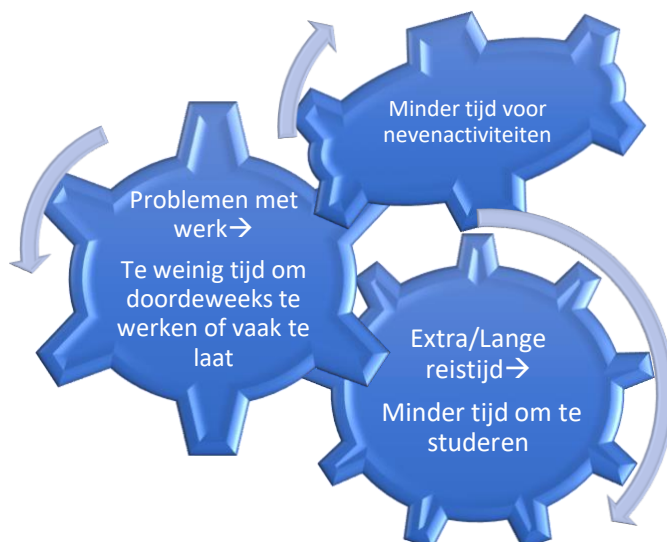 Minder tijd voor
nevenactiviteiten
Problemen met
werk→
Te weinig tijd om
doordeweeks te
werken of vaak te
laat
Extra/Lange
reistijd→
Minder tijd om te
studeren